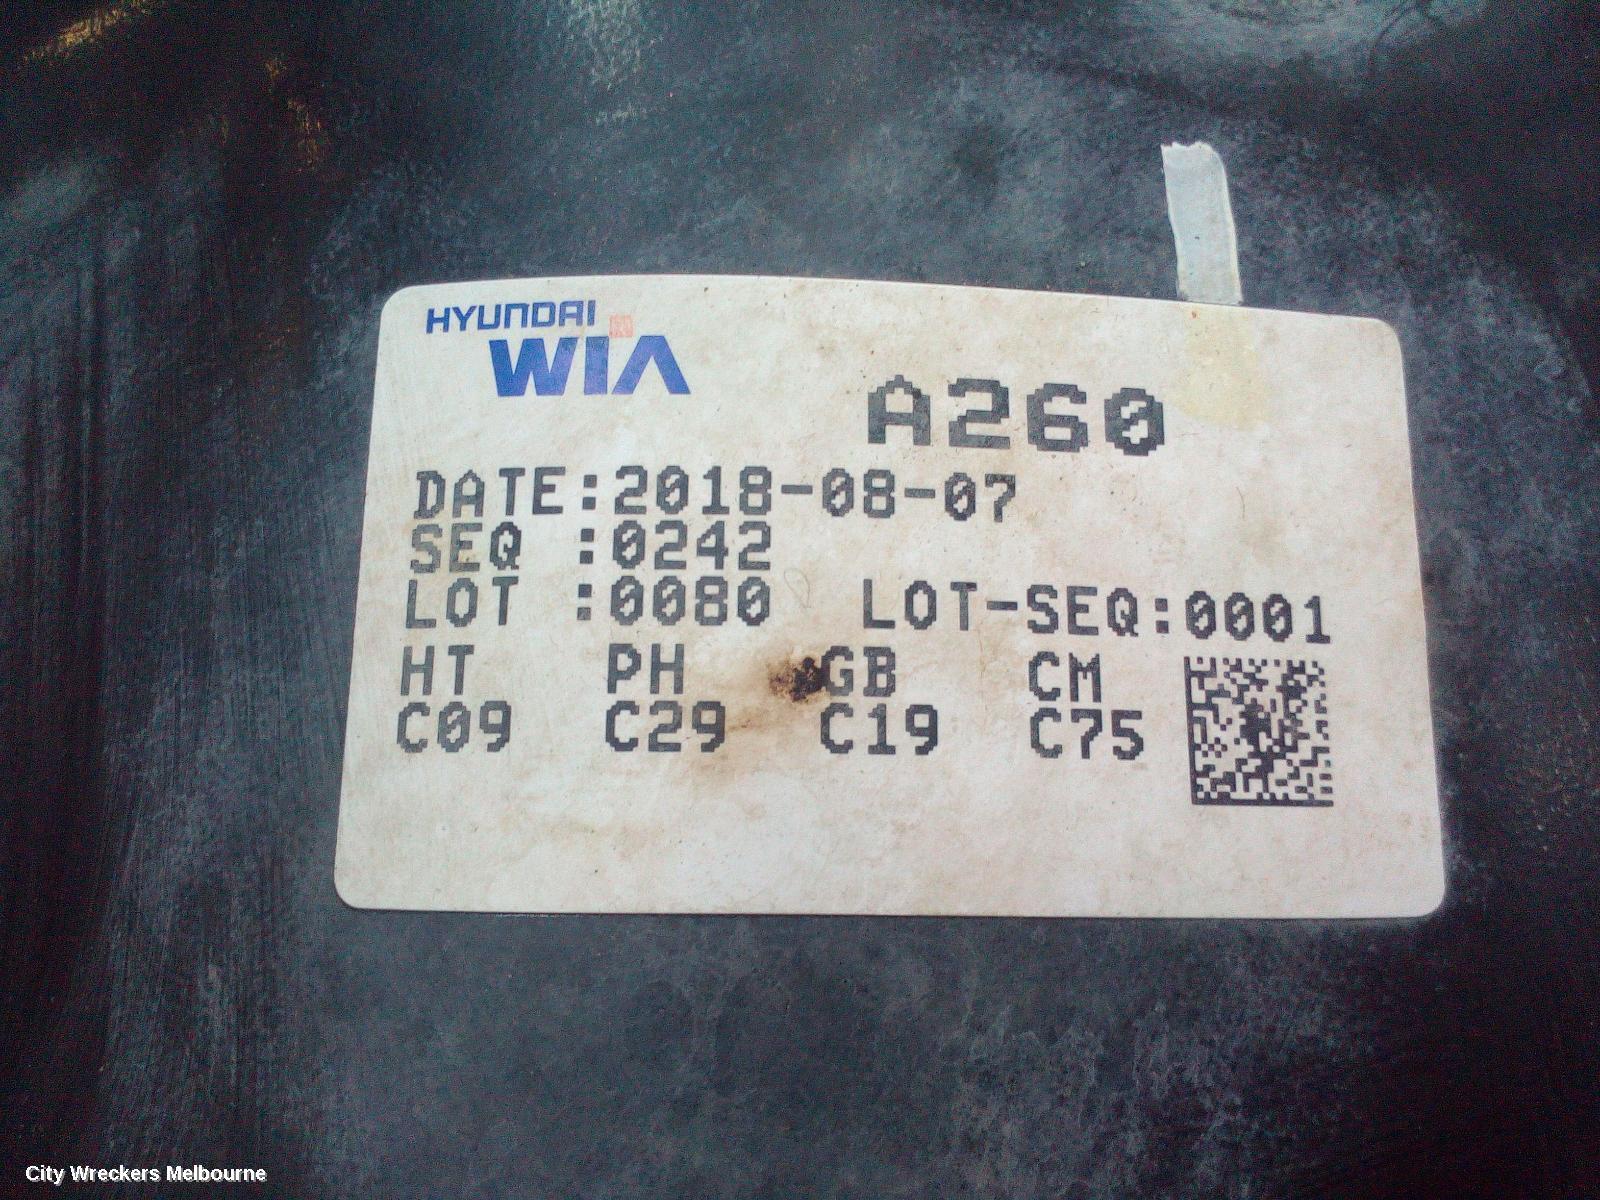 HYUNDAI
WIA
A260
DATE:2018-08-07
SEQ :0242
LOT :0080 LOT-SEQ:0001
HT PH GB CM
C09 C29 C19 C75
City Wreckers Melbourne